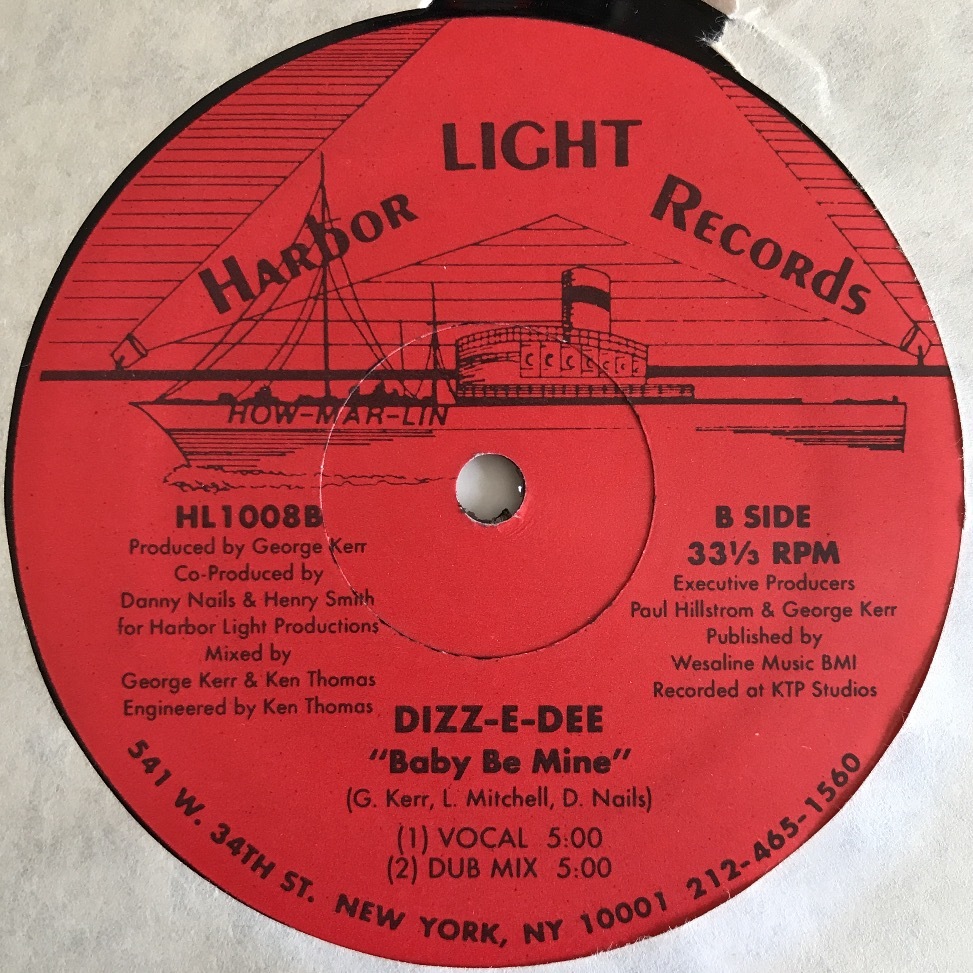 HARbOR LIGHT RECORds
HOW-MAR-LIN
HL1008B
Produced by George Kerr
Co-Produced by
Danny Nails & Henry Smith
for Harbor Light Productions
Mixed by
George Kerr & Ken Thomas
Engineered by Ken Thomas
B SIDE
33⅓ RPM
Executive Producers
Paul Hillstrom & George Kerr
Published by
Wesaline Music BMI
Recorded at KTP Studios
DIZZ-E-DEE
"Baby Be Mine"
(G. Kerr, L. Mitchell, D. Nails)
(1) VOCAL 5:00
(2) DUB MIX 5:00
541 W. 34TH ST. NEW YORK, NY 10001 212-465-1560